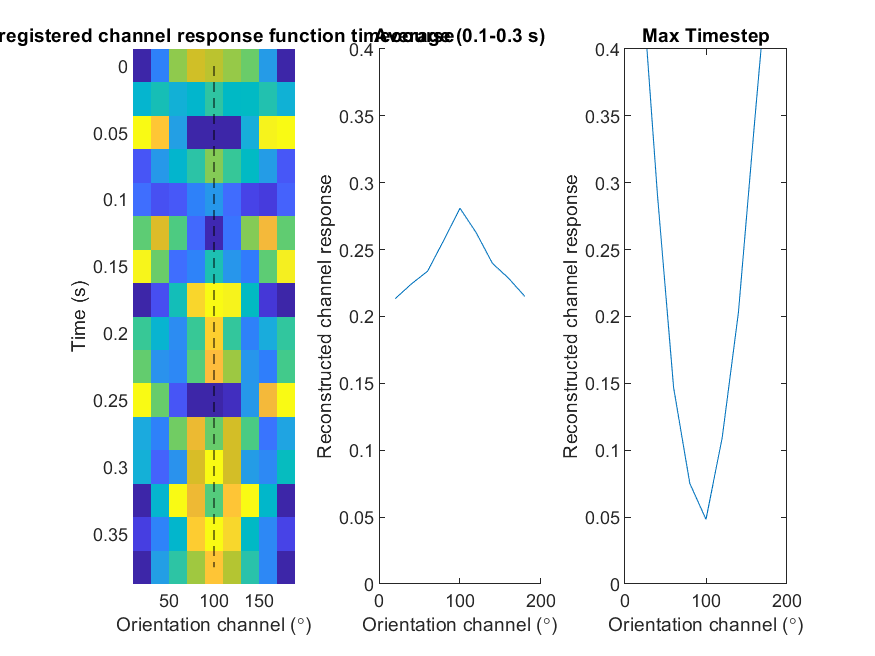 registered channel response function timecourse
Average (0.1-0.3 s)
Max Timestep
0
0.05
0.1
0.15
0.2
0.25
0.3
0.35
Time (s)
50 100 150
Orientation channel (°)
0.4
0.35
0.3
0.25
0.2
0.15
0.1
0.05
0
Reconstructed channel response
0 100 200
Orientation channel (°)
0.4
0.35
0.3
0.25
0.2
0.15
0.1
0.05
0
Reconstructed channel response
0 100 200
Orientation channel (°)